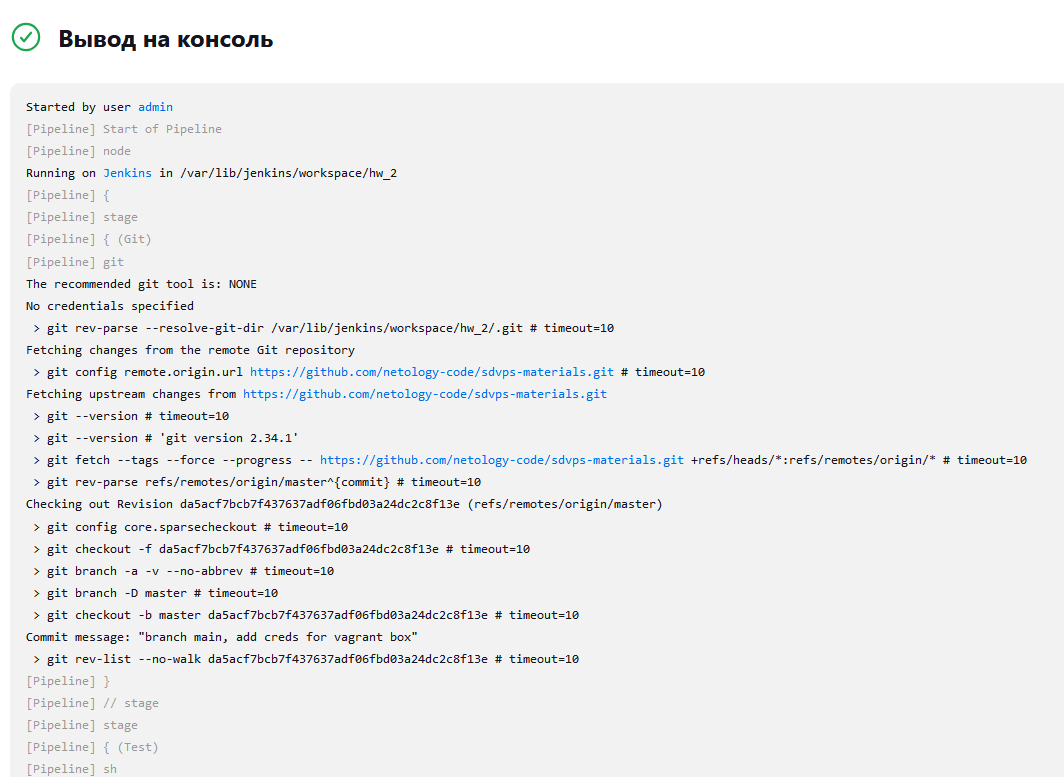 Вывод на консоль
Started by user admin
[Pipeline] Start of Pipeline
[Pipeline] node
Running on Jenkins in /var/lib/jenkins/workspace/hw_2
[Pipeline] {
[Pipeline] stage
[Pipeline] { (Git)
[Pipeline] git
The recommended git tool is: NONE
No credentials specified
 > git rev-parse --resolve-git-dir /var/lib/jenkins/workspace/hw_2/.git # timeout=10
Fetching changes from the remote Git repository
 > git config remote.origin.url https://github.com/netology-code/sdvps-materials.git # timeout=10
Fetching upstream changes from https://github.com/netology-code/sdvps-materials.git
 > git --version # timeout=10
 > git --version # 'git version 2.34.1'
 > git fetch --tags --force --progress -- https://github.com/netology-code/sdvps-materials.git +refs/heads/*:refs/remotes/origin/* # timeout=10
 > git rev-parse refs/remotes/origin/master^{commit} # timeout=10
Checking out Revision da5acf7bcb7f437637adf06fbd03a24dc2c8f13e (refs/remotes/origin/master)
 > git config core.sparsecheckout # timeout=10
 > git checkout -f da5acf7bcb7f437637adf06fbd03a24dc2c8f13e # timeout=10
 > git branch -a -v --no-abbrev # timeout=10
 > git branch -D master # timeout=10
 > git checkout -b master da5acf7bcb7f437637adf06fbd03a24dc2c8f13e # timeout=10
Commit message: "branch main, add creds for vagrant box"
 > git rev-list --no-walk da5acf7bcb7f437637adf06fbd03a24dc2c8f13e # timeout=10
[Pipeline] }
[Pipeline] // stage
[Pipeline] stage
[Pipeline] { (Test)
[Pipeline] sh